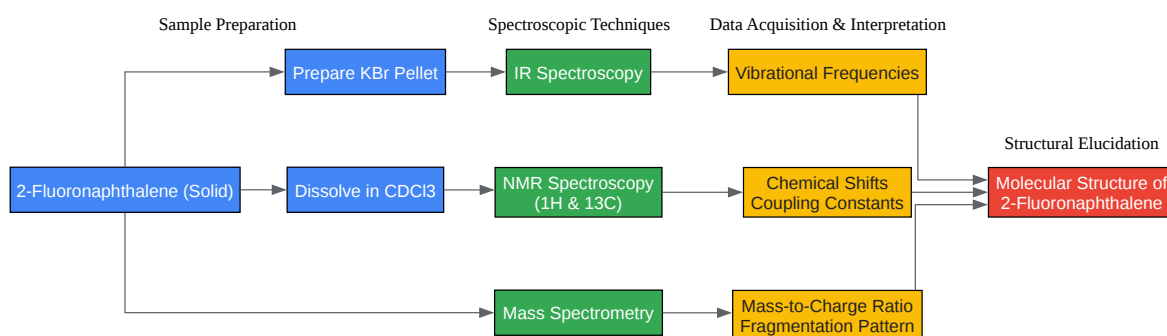 Sample Preparation
Spectroscopic Techniques
Data Acquisition & Interpretation
Prepare KBr Pellet
IR Spectroscopy
Vibrational Frequencies
Structural Elucidation
2-Fluoronaphthalene (Solid)
Dissolve in CDCl3
NMR Spectroscopy
(1H & 13C)
Chemical Shifts
Coupling Constants
Molecular Structure of
2-Fluoronaphthalene
Mass Spectrometry
Mass-to-Charge Ratio
Fragmentation Pattern